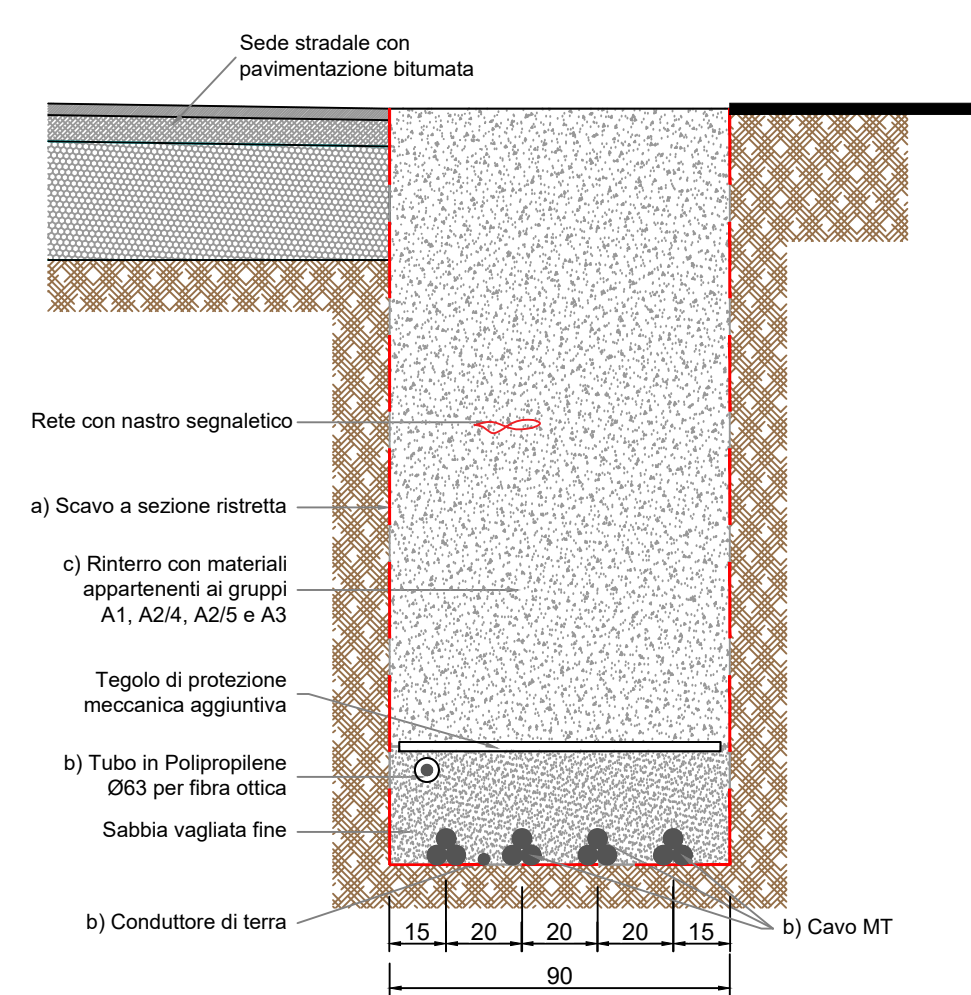 Sede stradale con
pavimentazione bitumata
Rete con nastro segnaletico
a) Scavo a sezione ristretta
c) Rinterro con materiali
appartenenti ai gruppi
A1, A2/4, A2/5 e A3
Tegolo di protezione
meccanica aggiuntiva
b) Tubo in Polipropilene
Ø63 per fibra ottica
Sabbia vagliata fine
b) Conduttore di terra
b) Cavo MT
15 20 20 20 15
90